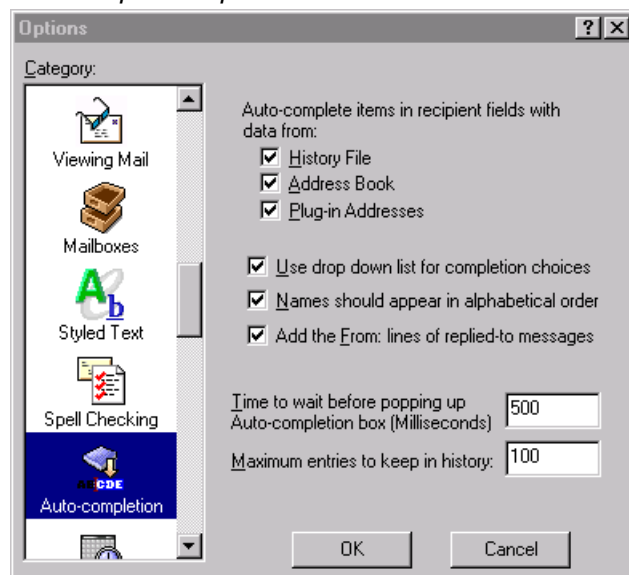 Options
Category:
Viewing Mail
Mailboxes
Styled Text
Spell Checking
Auto-completion
Auto-complete items in recipient fields with
data from:
History File
Address Book
Plug-in Addresses
Use drop down list for completion choices
Names should appear in alphabetical order
Add the From: lines of replied-to messages
Time to wait before popping up
Auto-completion box (Milliseconds)
500
Maximum entries to keep in history:
100
OK
Cancel